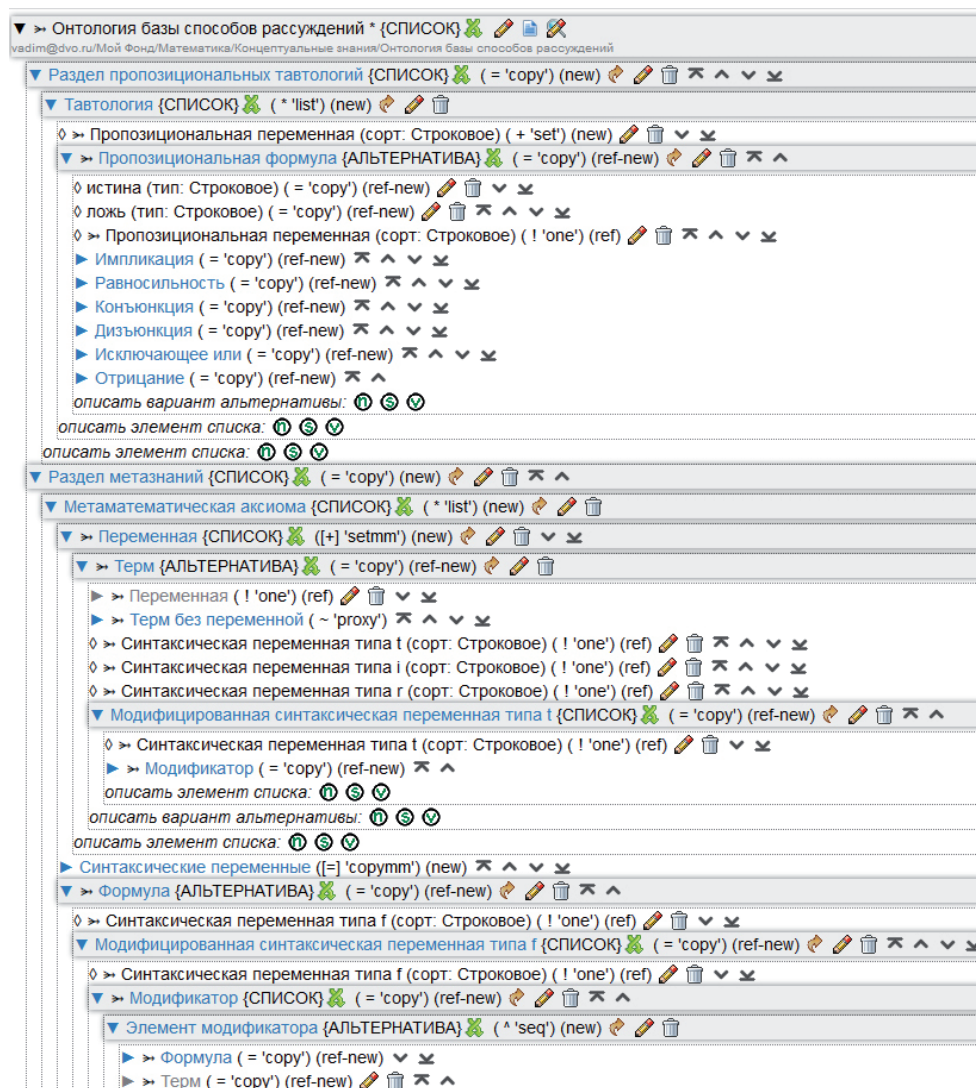 ▼ ➳ Онтология базы способов рассуждений * {СПИСОК}
vadim@dvo.ru/Мой Фонд/Математика/Концептуальные знания/Онтология базы способов рассуждений
▼ Раздел пропозициональных тавтологий {СПИСОК} ( = 'copy') (new)
▼ Тавтология {СПИСОК} ( * 'list') (new)
◊ ➳ Пропозициональная переменная (сорт: Строковое) ( + 'set') (new)
▼ ➳ Пропозициональная формула {АЛЬТЕРНАТИВА} ( = 'copy') (ref-new)
◊ истина (тип: Строковое) ( = 'copy') (ref-new)
◊ ложь (тип: Строковое) ( = 'copy') (ref-new)
◊ ➳ Пропозициональная переменная (сорт: Строковое) ( ! 'one') (ref)
► Импликация ( = 'copy') (ref-new)
► Равносильность ( = 'copy') (ref-new)
► Конъюнкция ( = 'copy') (ref-new)
► Дизъюнкция ( = 'copy') (ref-new)
► Исключающее или ( = 'copy') (ref-new)
► Отрицание ( = 'copy') (ref-new)
описать вариант альтернативы: n s v
описать элемент списка: n s v
описать элемент списка: n s v
▼ Раздел метазнаний {СПИСОК} ( = 'copy') (new)
▼ Метаматематическая аксиома {СПИСОК} ( * 'list') (new)
▼ ➳ Переменная {СПИСОК} ([+] 'setmm') (new)
▼ ➳ Терм {АЛЬТЕРНАТИВА} ( = 'copy') (ref-new)
► ➳ Переменная ( ! 'one') (ref)
► ➳ Терм без переменной ( ~ 'proxy')
◊ ➳ Синтаксическая переменная типа t (сорт: Строковое) ( ! 'one') (ref)
◊ ➳ Синтаксическая переменная типа i (сорт: Строковое) ( ! 'one') (ref)
◊ ➳ Синтаксическая переменная типа r (сорт: Строковое) ( ! 'one') (ref)
▼ Модифицированная синтаксическая переменная типа t {СПИСОК} ( = 'copy') (ref-new)
◊ ➳ Синтаксическая переменная типа t (сорт: Строковое) ( ! 'one') (ref)
► ➳ Модификатор ( = 'copy') (ref-new)
описать элемент списка: n s v
описать вариант альтернативы: n s v
описать элемент списка: n s v
► Синтаксические переменные ([=] 'copymm') (new)
▼ ➳ Формула {АЛЬТЕРНАТИВА} ( = 'copy') (ref-new)
◊ ➳ Синтаксическая переменная типа f (сорт: Строковое) ( ! 'one') (ref)
▼ Модифицированная синтаксическая переменная типа f {СПИСОК} ( = 'copy') (ref-new)
◊ ➳ Синтаксическая переменная типа f (сорт: Строковое) ( ! 'one') (ref)
▼ ➳ Модификатор {СПИСОК} ( = 'copy') (ref-new)
▼ Элемент модификатора {АЛЬТЕРНАТИВА} ( ^ 'seq') (new)
► ➳ Формула ( = 'copy') (ref-new)
► ➳ Терм ( = 'copy') (ref-new)